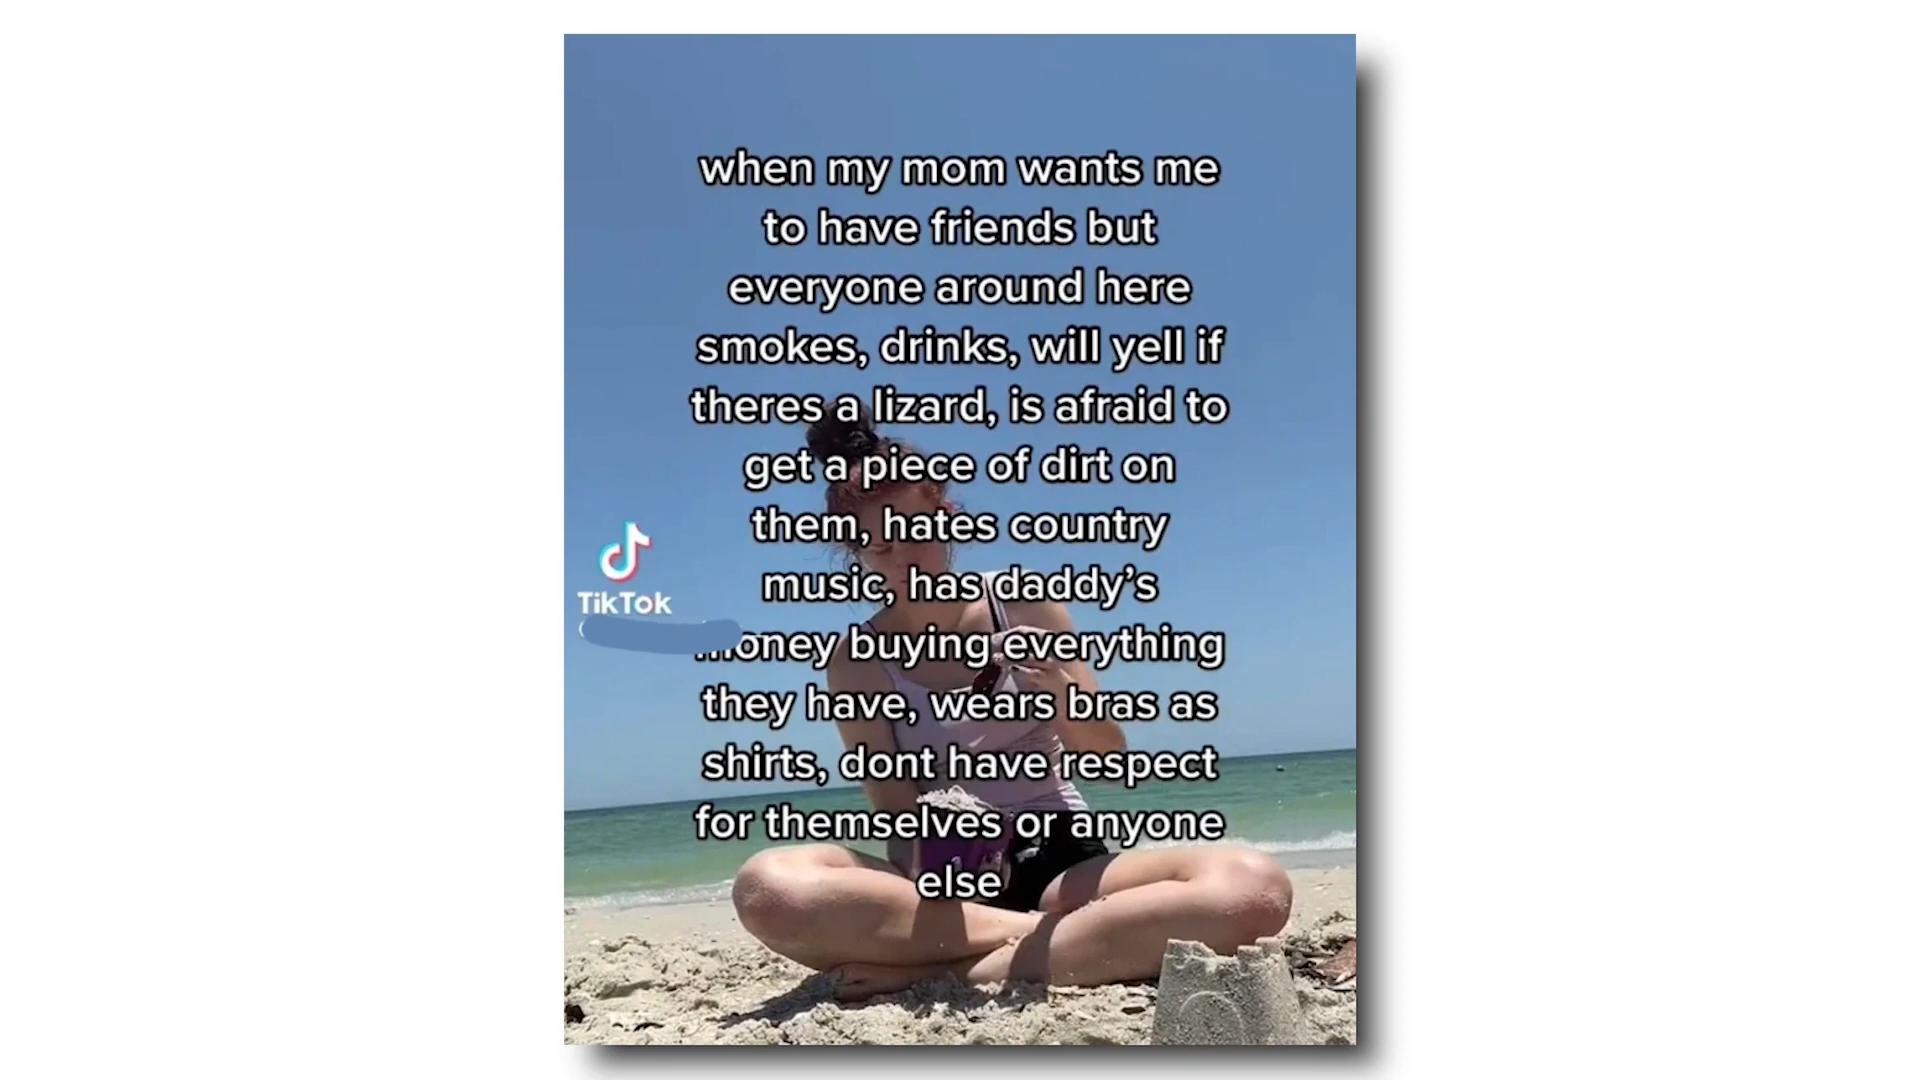 when my mom wants me
to have friends but
everyone around here
smokes, drinks, will yell if
theres a lizard, is afraid to
get a piece of dirt on
them, hates country
music, has daddy’s
money buying everything
they have, wears bras as
shirts, dont have respect
for themselves or anyone
else
TikTok